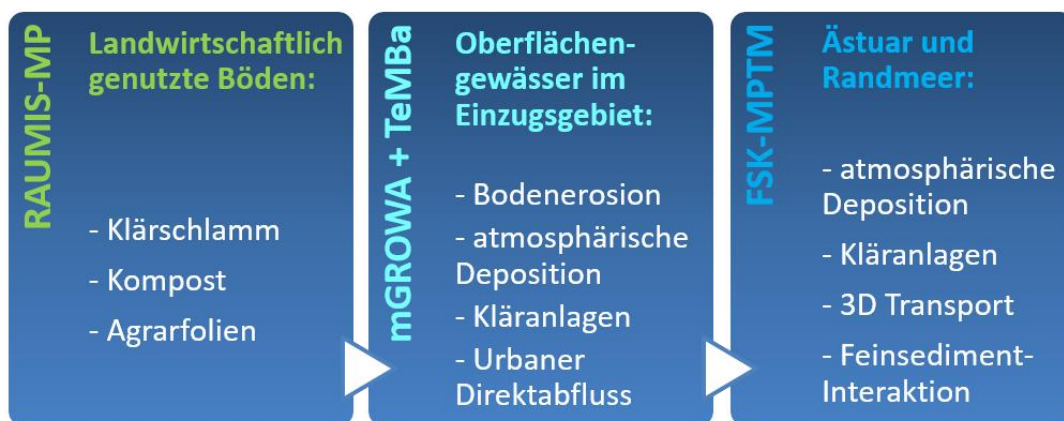 RAUMIS-MP
Landwirtschaftlich
genutzte Böden:
- Klärschlamm
- Kompost
- Agrarfolien
mGROWA + TeMBa
Oberflächen-
gewässer im
Einzugsgebiet:
- Bodenerosion
- atmosphärische
Deposition
- Kläranlagen
- Urbaner
Direktabfluss
FSK-MPTM
Ästuar und
Randmeer:
- atmosphärische
Deposition
- Kläranlagen
- 3D Transport
- Feinsediment-
Interaktion